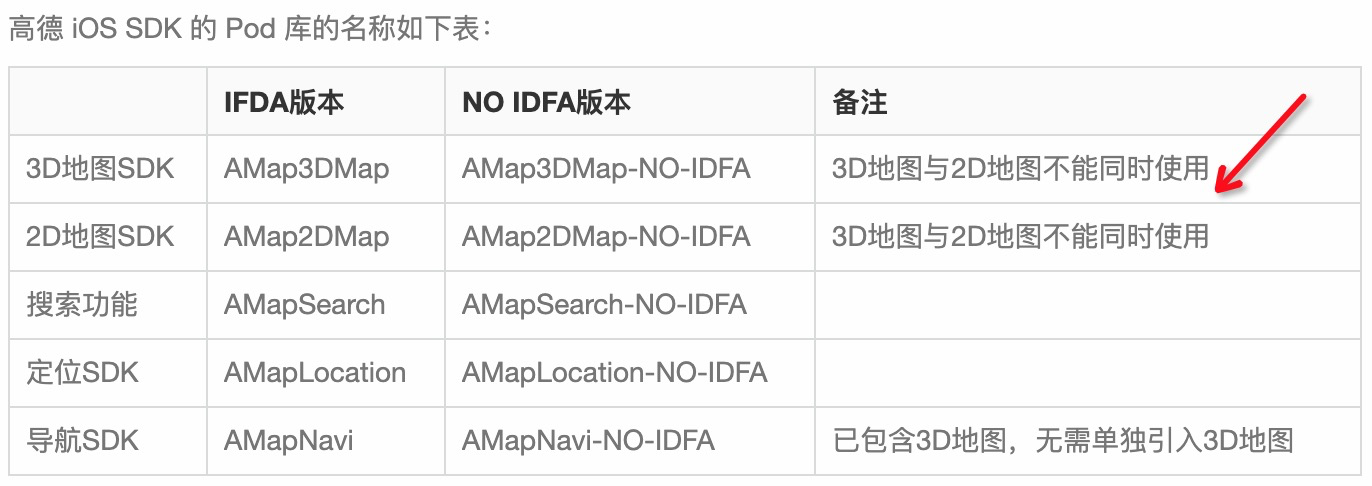 高德 iOS SDK 的 Pod 库的名称如下表：
IFDA版本 NO IDFA版本 备注
3D地图SDK AMap3DMap AMap3DMap-NO-IDFA 3D地图与2D地图不能同时使用
2D地图SDK AMap2DMap AMap2DMap-NO-IDFA 3D地图与2D地图不能同时使用
搜索功能 AMapSearch AMapSearch-NO-IDFA
定位SDK AMapLocation AMapLocation-NO-IDFA
导航SDK AMapNavi AMapNavi-NO-IDFA 已包含3D地图，无需单独引入3D地图